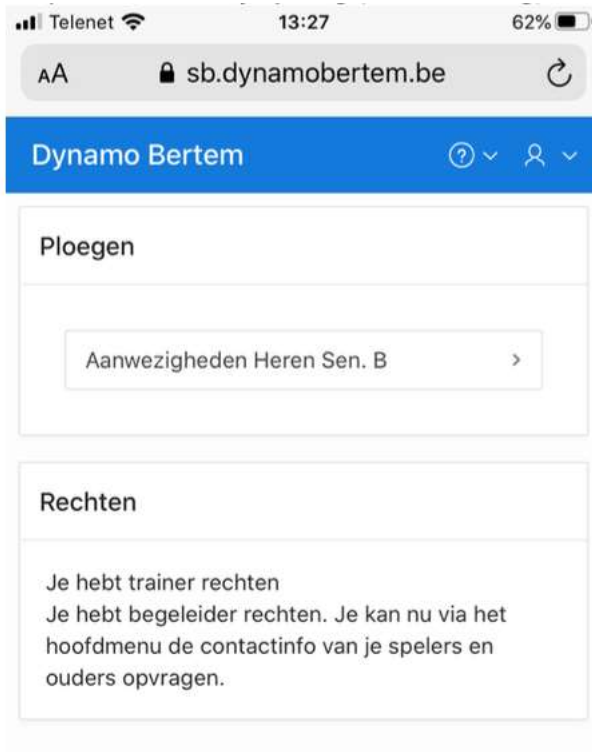 Telenet 13:27 62%
AA sb.dynamobertem.be
Dynamo Bertem
Ploegen
Aanwezigheden Heren Sen. B
Rechten
Je hebt trainer rechten
Je hebt begeleider rechten. Je kan nu via het
hoofdmenu de contactinfo van je spelers en
ouders opvragen.